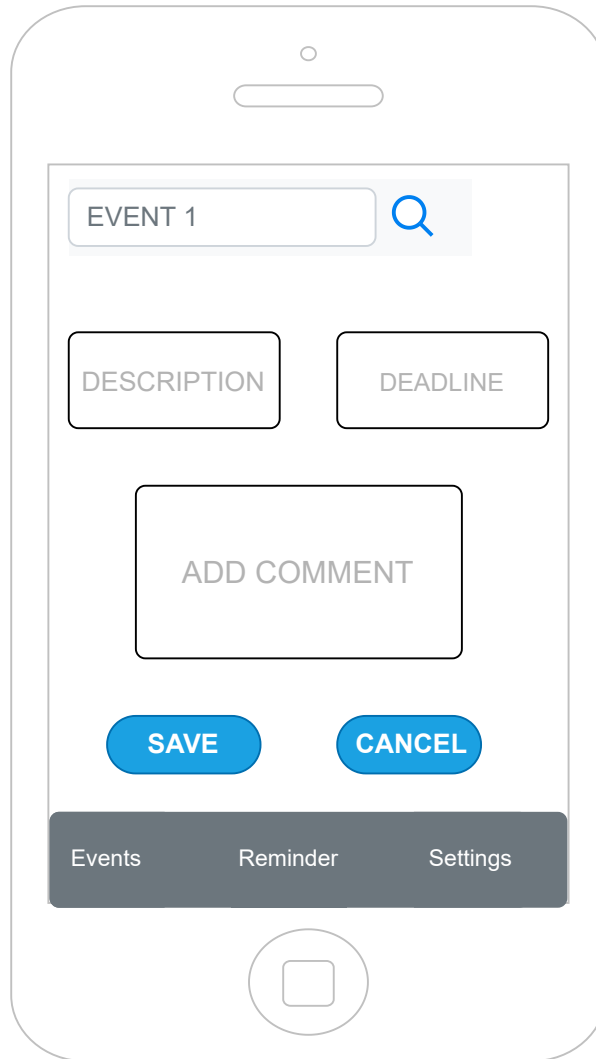 EVENT 1
DESCRIPTION
DEADLINE
ADD COMMENT
SAVE
CANCEL
Events
Reminder
Settings